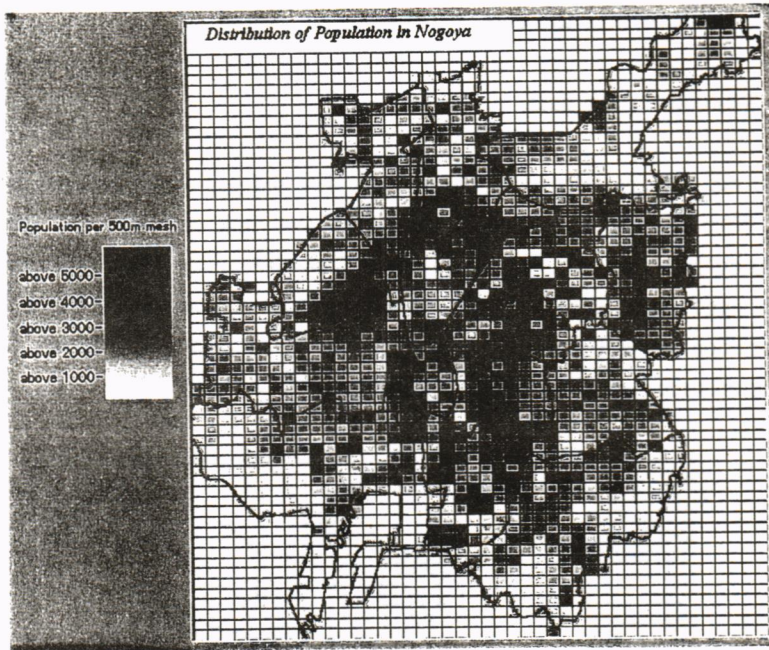 Distribution of Population in Nogoya
Population per 500m mesh
above 5000
above 4000
above 3000
above 2000
above 1000